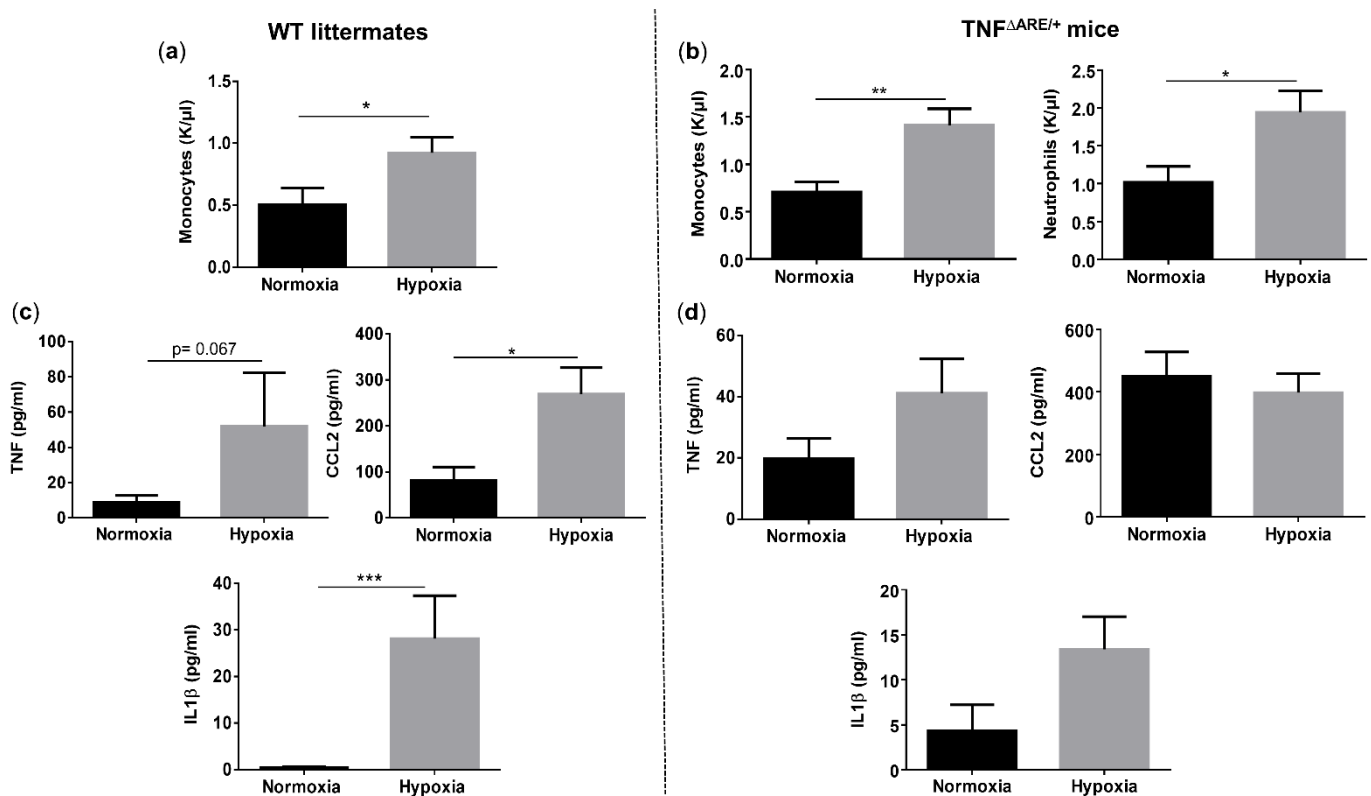 WT littermates
TNFΔARE/+ mice
(a)
Monocytes (K/µl)
1.5
1.0
0.5
0.0
*
Normoxia Hypoxia
(b)
Monocytes (K/µl)
2.0
1.5
1.0
0.5
0.0
**
Normoxia Hypoxia
Neutrophils (K/µl)
2.5
2.0
1.5
1.0
0.5
0.0
*
Normoxia Hypoxia
(c)
TNF (pg/ml)
100
80
60
40
20
0
p= 0.067
Normoxia Hypoxia
CCL2 (pg/ml)
400
300
200
100
0
*
Normoxia Hypoxia
IL1β (pg/ml)
40
30
20
10
0
***
Normoxia Hypoxia
(d)
TNF (pg/ml)
60
40
20
0
Normoxia Hypoxia
CCL2 (pg/ml)
600
400
200
0
Normoxia Hypoxia
IL1β (pg/ml)
20
15
10
5
0
Normoxia Hypoxia